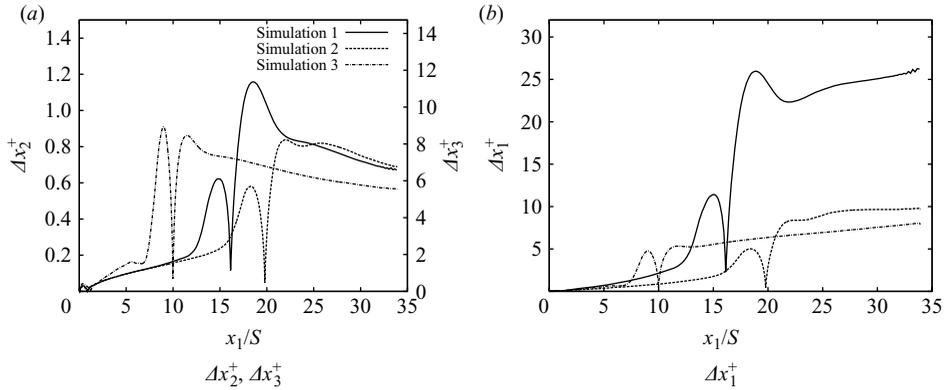 (a)
1.4
1.2
1.0
0.8
0.6
0.4
0.2
Δx₂⁺
Simulation 1
Simulation 2
Simulation 3
14
12
10
8
6
4
2
0
Δx₃⁺
0 5 10 15 20 25 30 35
x₁/S
Δx₂⁺, Δx₃⁺
(b)
30
25
20
15
10
5
Δx₁⁺
0 5 10 15 20 25 30 35
x₁/S
Δx₁⁺